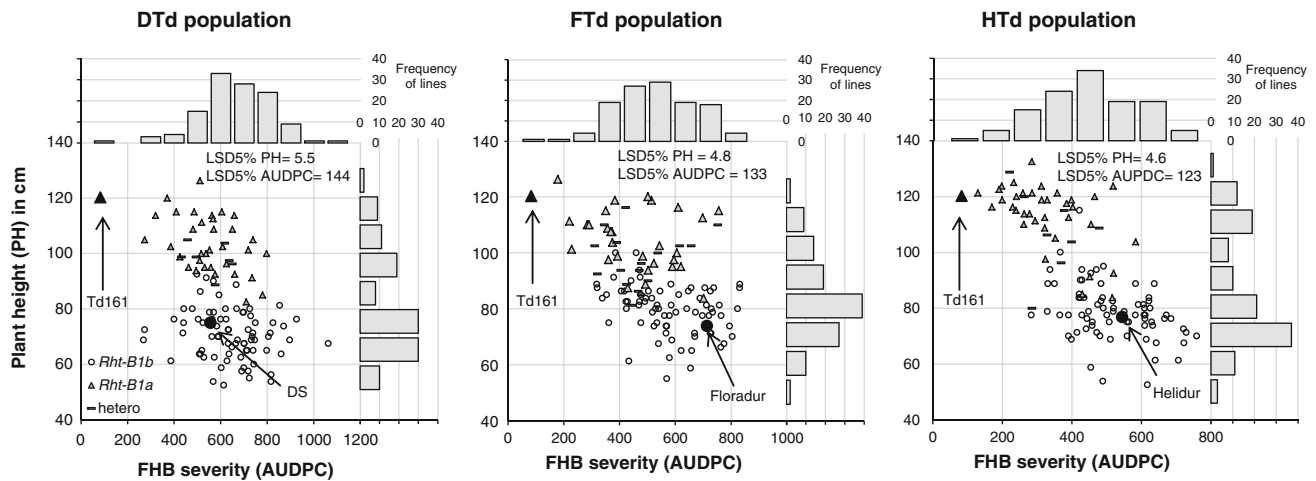 DTd population
FTd population
HTd population
40
30
20
10
0
Frequency
of lines
0 10 20 30 40
LSD5% PH= 5.5
LSD5% AUDPC= 144
140
120
100
80
60
40
Plant height (PH) in cm
Td161
Rht-B1b
Rht-B1a
hetero
DS
0 200 400 600 800 1000 1200
FHB severity (AUDPC)
40
30
20
10
0
Frequency
of lines
0 10 20 30 40
LSD5% PH = 4.8
LSD5% AUDPC = 133
140
120
100
80
60
40
Td161
Floradur
0 200 400 600 800 1000
FHB severity (AUDPC)
40
30
20
10
0
Frequency
of lines
0 10 20 30 40
LSD5% PH = 4.6
LSD5% AUPDC = 123
140
120
100
80
60
40
Td161
Helidur
0 200 400 600 800
FHB severity (AUDPC)